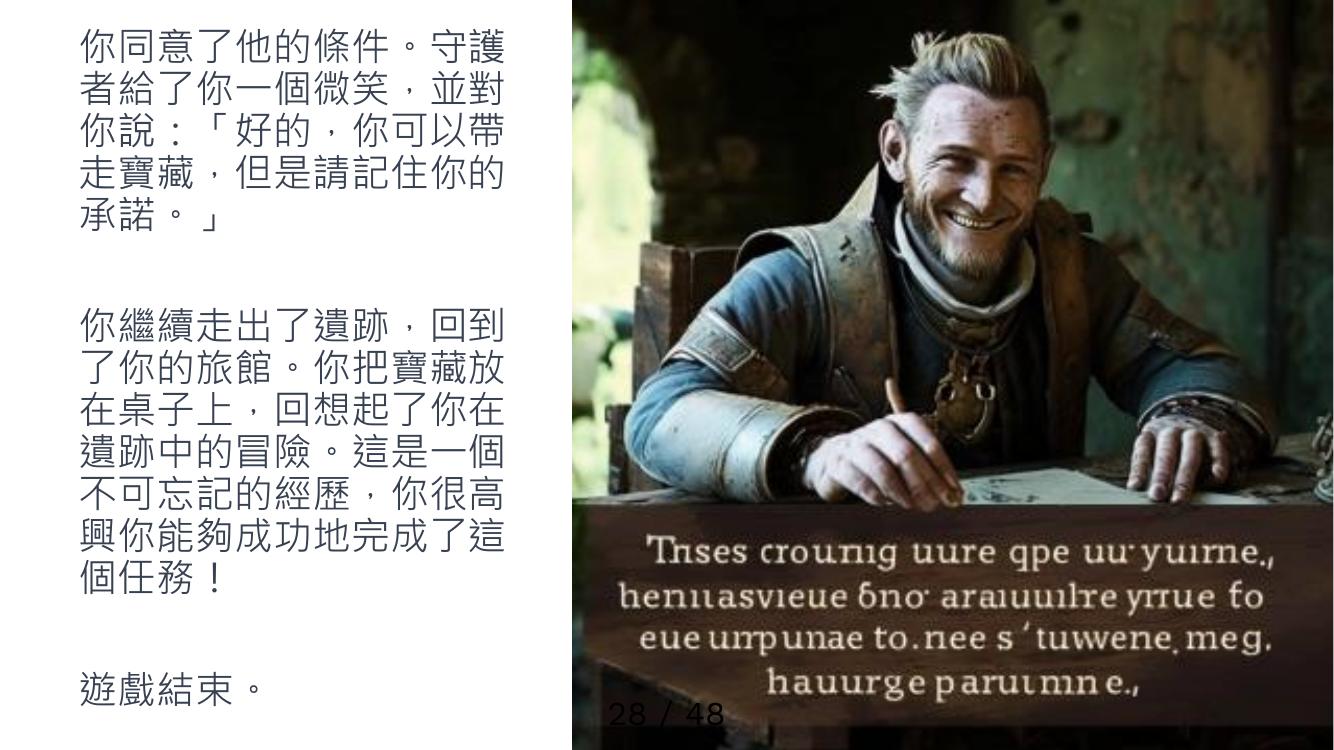 你同意了他的條件。守護
者給了你一個微笑，並對
你說：「好的，你可以帶
走寶藏，但是請記住你的
承諾。」
你繼續走出了遺跡，回到
了你的旅館。你把寶藏放
在桌子上，回想起了你在
遺跡中的冒險。這是一個
不可忘記的經歷，你很高
興你能夠成功地完成了這
個任務！
遊戲結束。
28 / 48